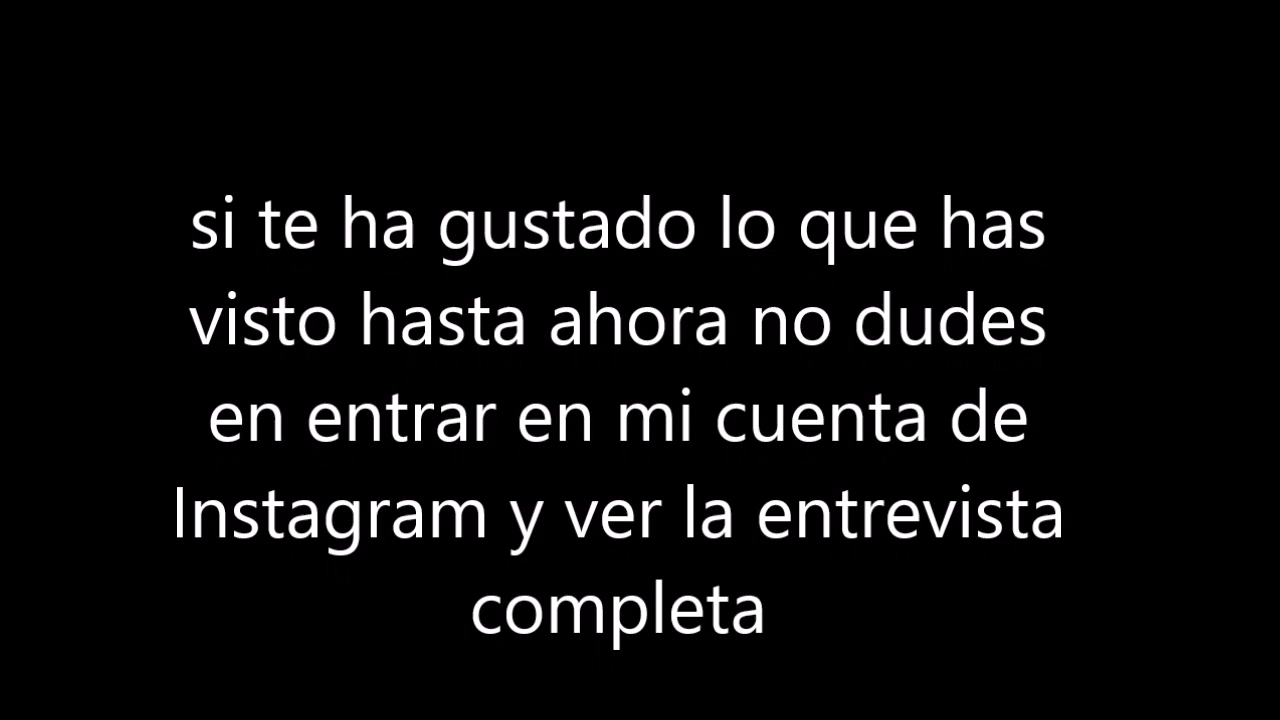 si te ha gustado lo que has
visto hasta ahora no dudes
en entrar en mi cuenta de
Instagram y ver la entrevista
completa